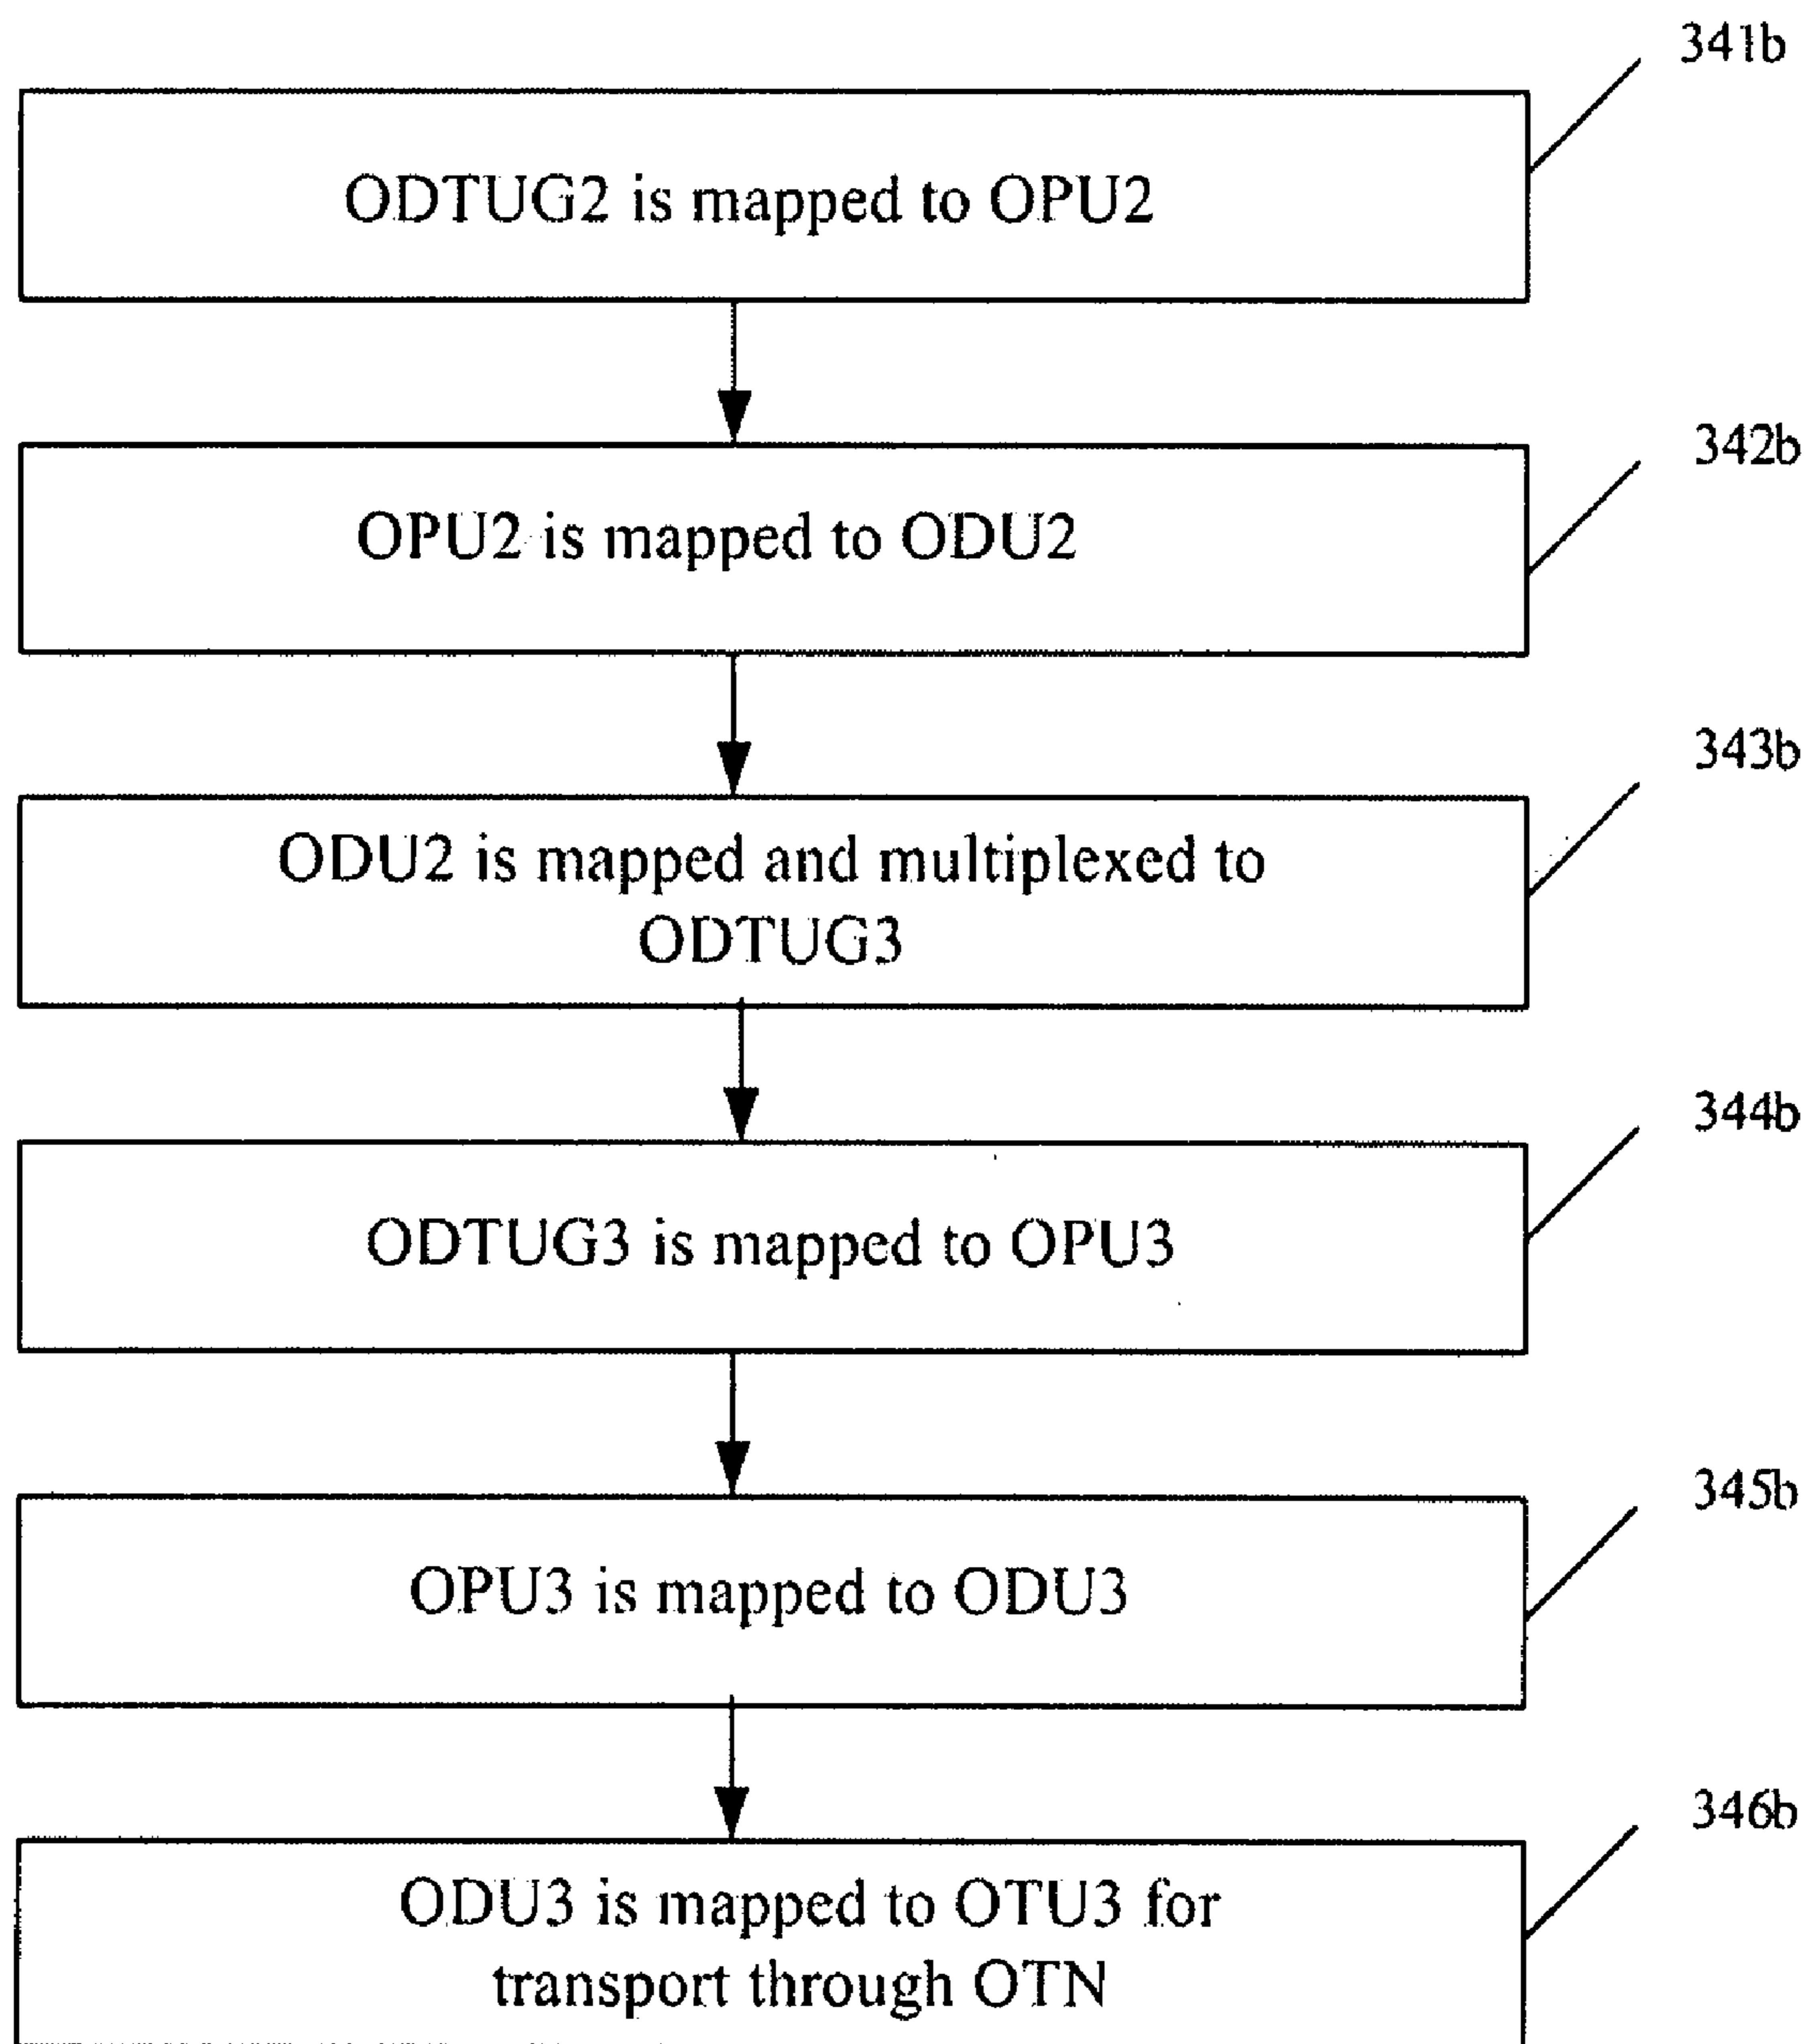 341b
ODTUG2 is mapped to OPU2
342b
OPU2 is mapped to ODU2
343b
ODU2 is mapped and multiplexed to
ODTUG3
344b
ODTUG3 is mapped to OPU3
345b
OPU3 is mapped to ODU3
346b
ODU3 is mapped to OTU3 for
transport through OTN